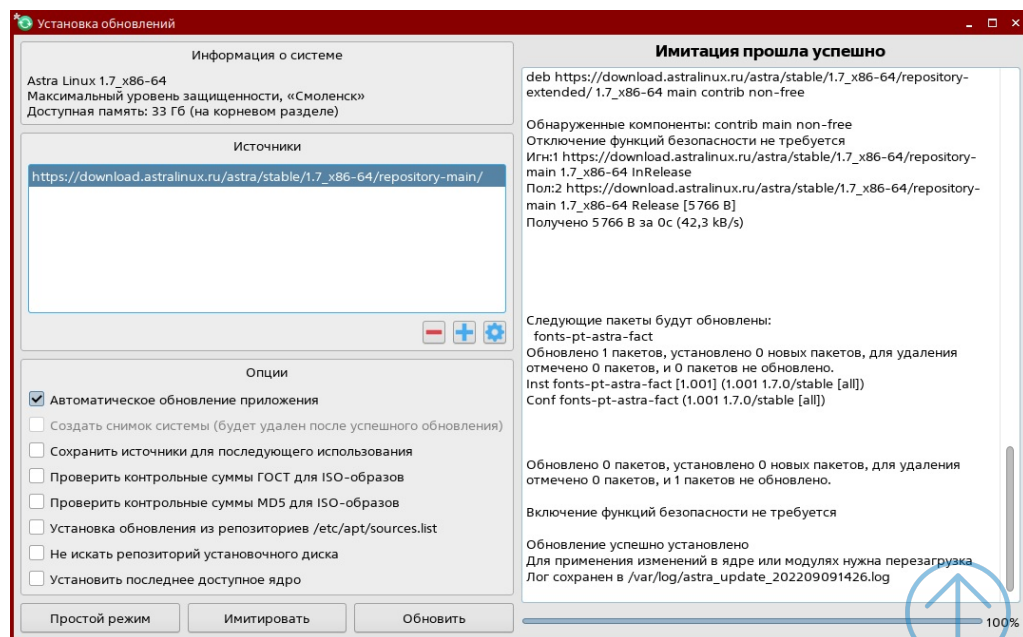 Установка обновлений
Информация о системе
Astra Linux 1.7_x86-64
Максимальный уровень защищенности, «Смоленск»
Доступная память: 33 Гб (на корневом разделе)
Источники
https://download.astralinux.ru/astra/stable/1.7_x86-64/repository-main/
Опции
Автоматическое обновление приложения
Создать снимок системы (будет удален после успешного обновления)
Сохранить источники для последующего использования
Проверить контрольные суммы ГОСТ для ISO-образов
Проверить контрольные суммы MD5 для ISO-образов
Установка обновления из репозиториев /etc/apt/sources.list
Не искать репозиторий установочного диска
Установить последнее доступное ядро
Простой режим
Имитировать
Обновить
Имитация прошла успешно
deb https://download.astralinux.ru/astra/stable/1.7_x86-64/repository-
extended/ 1.7_x86-64 main contrib non-free
Обнаруженные компоненты: contrib main non-free
Отключение функций безопасности не требуется
Игн:1 https://download.astralinux.ru/astra/stable/1.7_x86-64/repository-
main 1.7_x86-64 InRelease
Пол:2 https://download.astralinux.ru/astra/stable/1.7_x86-64/repository-
main 1.7_x86-64 Release [5766 B]
Получено 5766 B за 0с (42,3 kB/s)
Следующие пакеты будут обновлены:
fonts-pt-astra-fact
Обновлено 1 пакетов, установлено 0 новых пакетов, для удаления
отмечено 0 пакетов, и 0 пакетов не обновлено.
Inst fonts-pt-astra-fact [1.001] (1.001 1.7.0/stable [all])
Conf fonts-pt-astra-fact (1.001 1.7.0/stable [all])
Обновлено 0 пакетов, установлено 0 новых пакетов, для удаления
отмечено 0 пакетов, и 1 пакетов не обновлено.
Включение функций безопасности не требуется
Обновление успешно установлено
Для применения изменений в ядре или модулях нужна перезагрузка
Лог сохранен в /var/log/astra_update_202209091426.log
100%